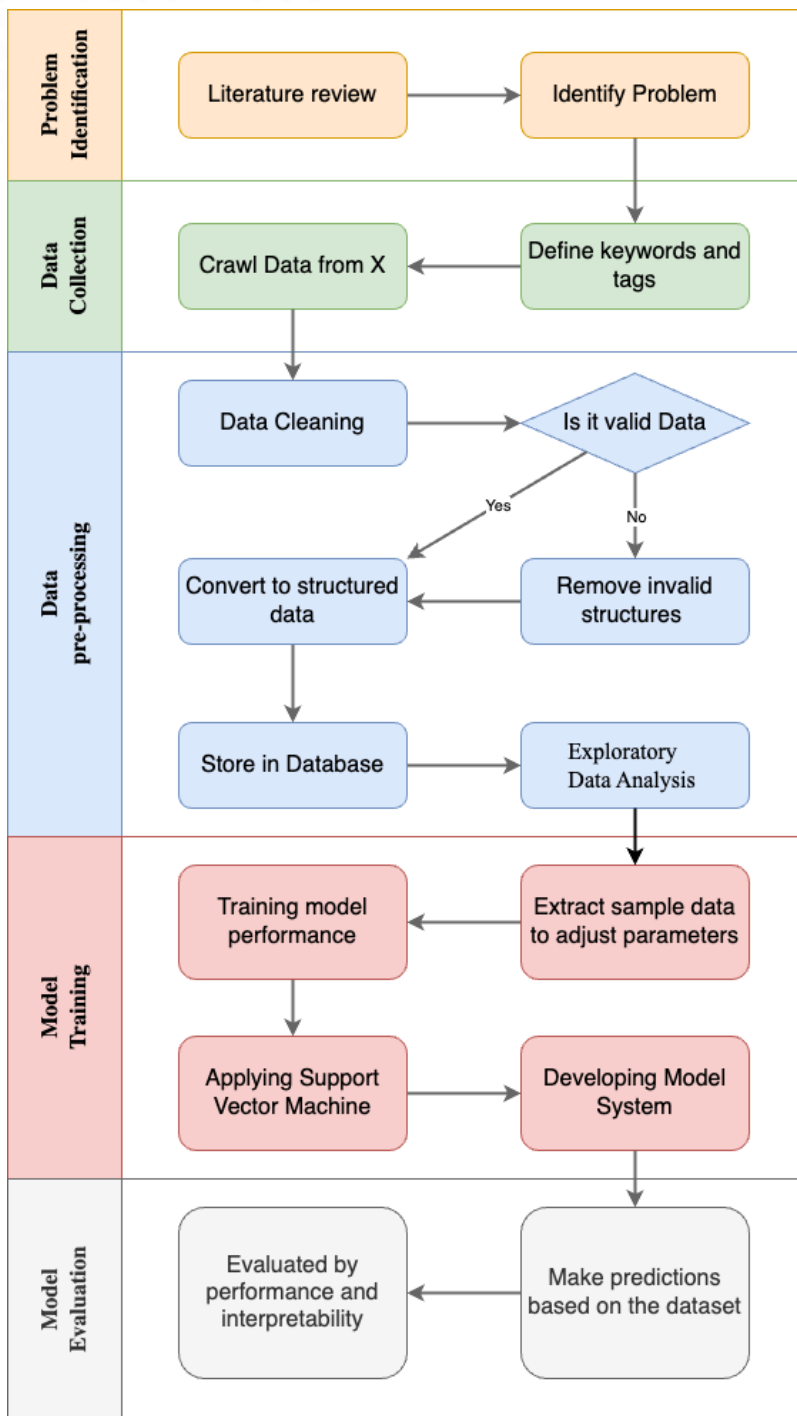 Problem
Identification
Literature review
Identify Problem
Data
Collection
Crawl Data from X
Define keywords and
tags
Data
pre-processing
Data Cleaning
Is it valid Data
Yes
No
Convert to structured
data
Remove invalid
structures
Store in Database
Exploratory
Data Analysis
Model
Training
Training model
performance
Extract sample data
to adjust parameters
Applying Support
Vector Machine
Developing Model
System
Model
Evaluation
Evaluated by
performance and
interpretability
Make predictions
based on the dataset